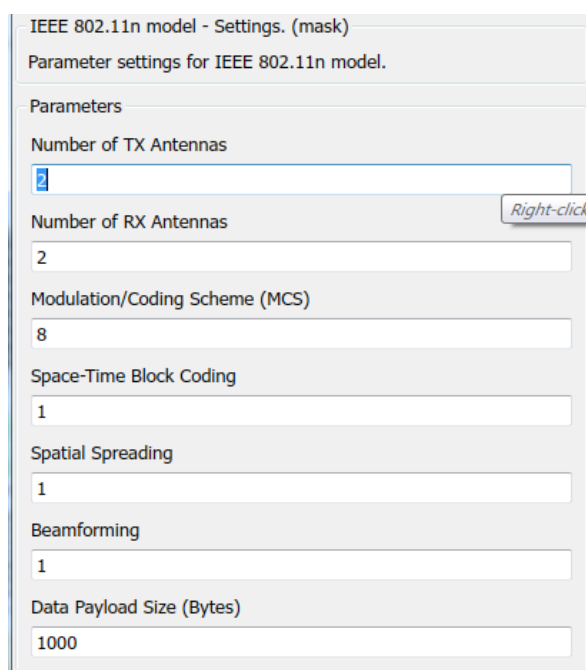 IEEE 802.11n model - Settings. (mask)
Parameter settings for IEEE 802.11n model.
Parameters
Number of TX Antennas
2
Right-click
Number of RX Antennas
2
Modulation/Coding Scheme (MCS)
8
Space-Time Block Coding
1
Spatial Spreading
1
Beamforming
1
Data Payload Size (Bytes)
1000